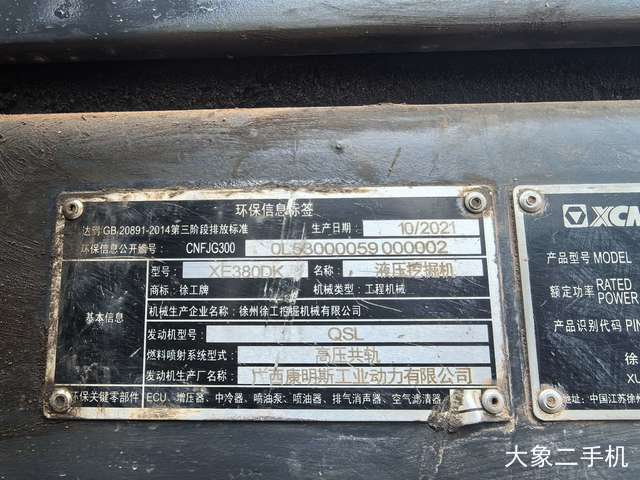 环保信息标签
达到GB 20891-2014第三阶段排放标准
生产日期: 10/2021
环保信息公开编号: CNFJG300 0L53000059 000002
型号: XE380DK 名称: 液压挖掘机
商标: 徐工牌 机械类型: 工程机械
基本信息
机械生产企业名称: 徐州徐工挖掘机械有限公司
发动机型号: QSL
燃料喷射系统型式: 高压共轨
发动机生产厂名称: 广西康明斯工业动力有限公司
环保关键零部件 ECU、增压器、中冷器、喷油泵、喷油器、排气消声器、空气滤清器
XCM
产品型号 MODEL
额定功率 RATED POWER
产品识别代码 PIN
徐
XU
地址: 中国江苏徐州
大象二手机